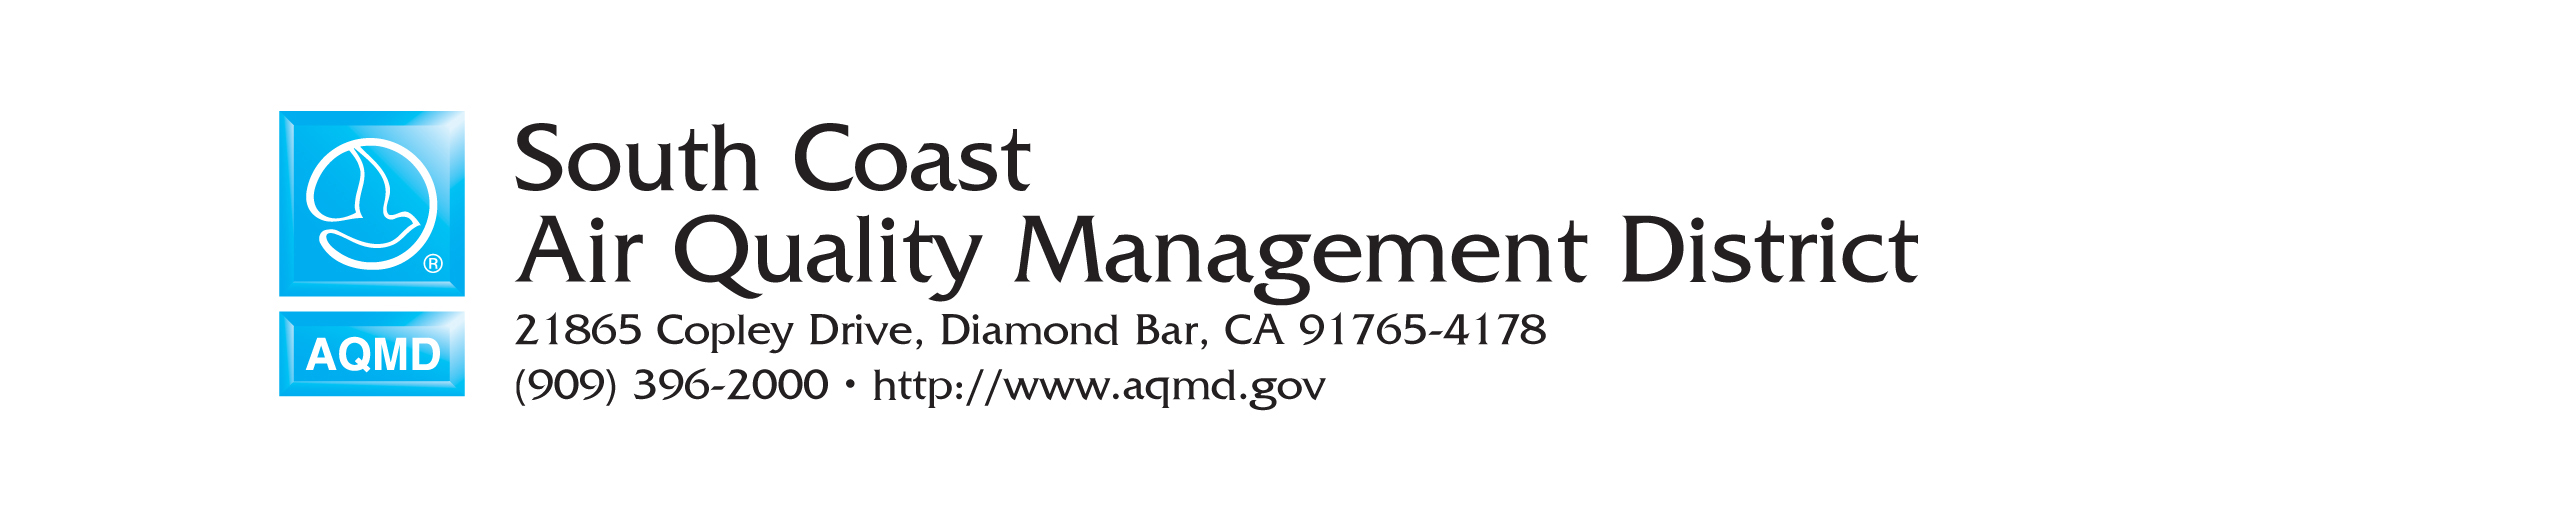 South Coast
Air Quality Management District
21865 Copley Drive, Diamond Bar, CA 91765-4178
(909) 396-2000 • http://www.aqmd.gov
®
AQMD